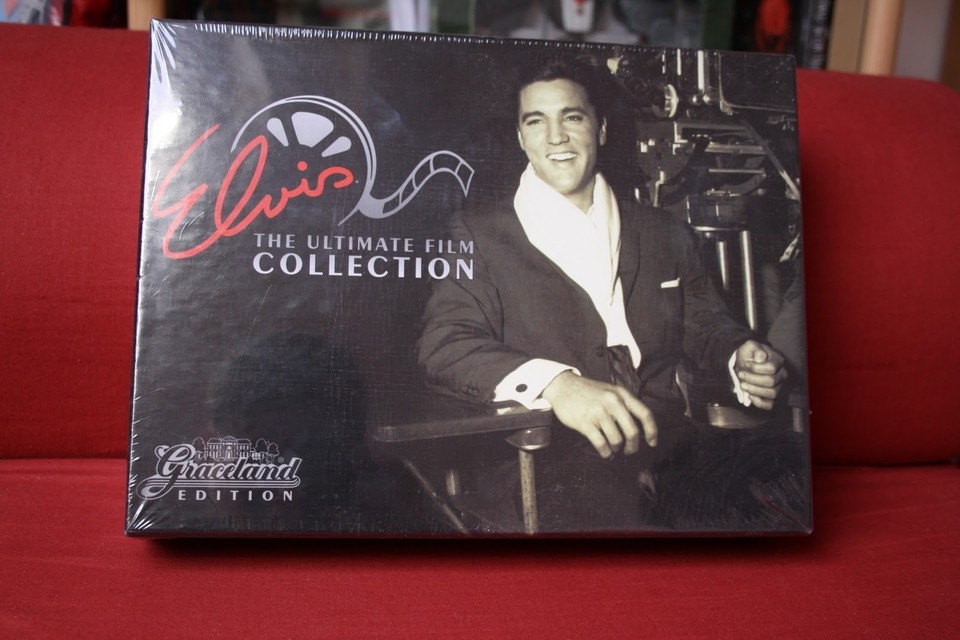 Elvis
THE ULTIMATE FILM
COLLECTION
Graceland®
EDITION